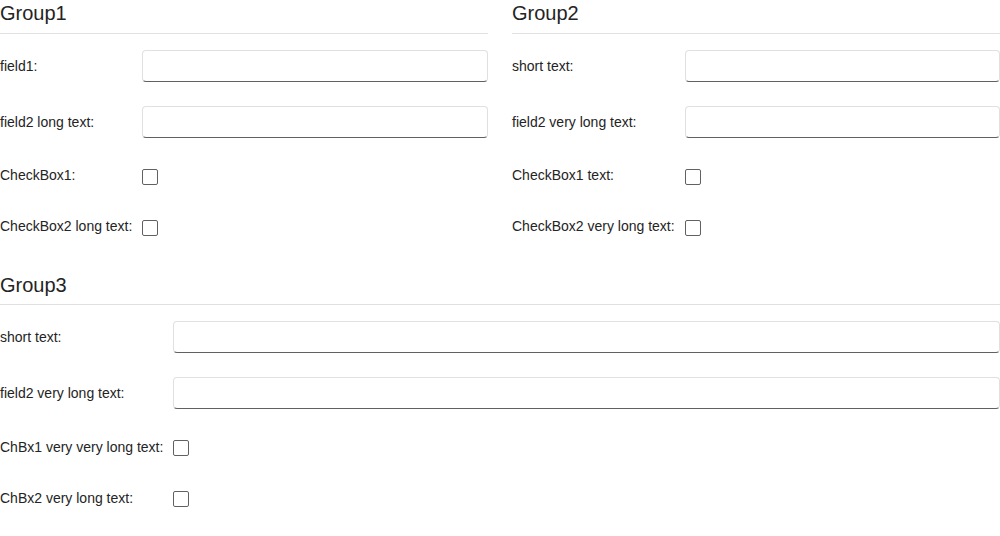 Group1
field1:
field2 long text:
CheckBox1:
CheckBox2 long text:
Group2
short text:
field2 very long text:
CheckBox1 text:
CheckBox2 very long text:
Group3
short text:
field2 very long text:
ChBx1 very very long text:
ChBx2 very long text: